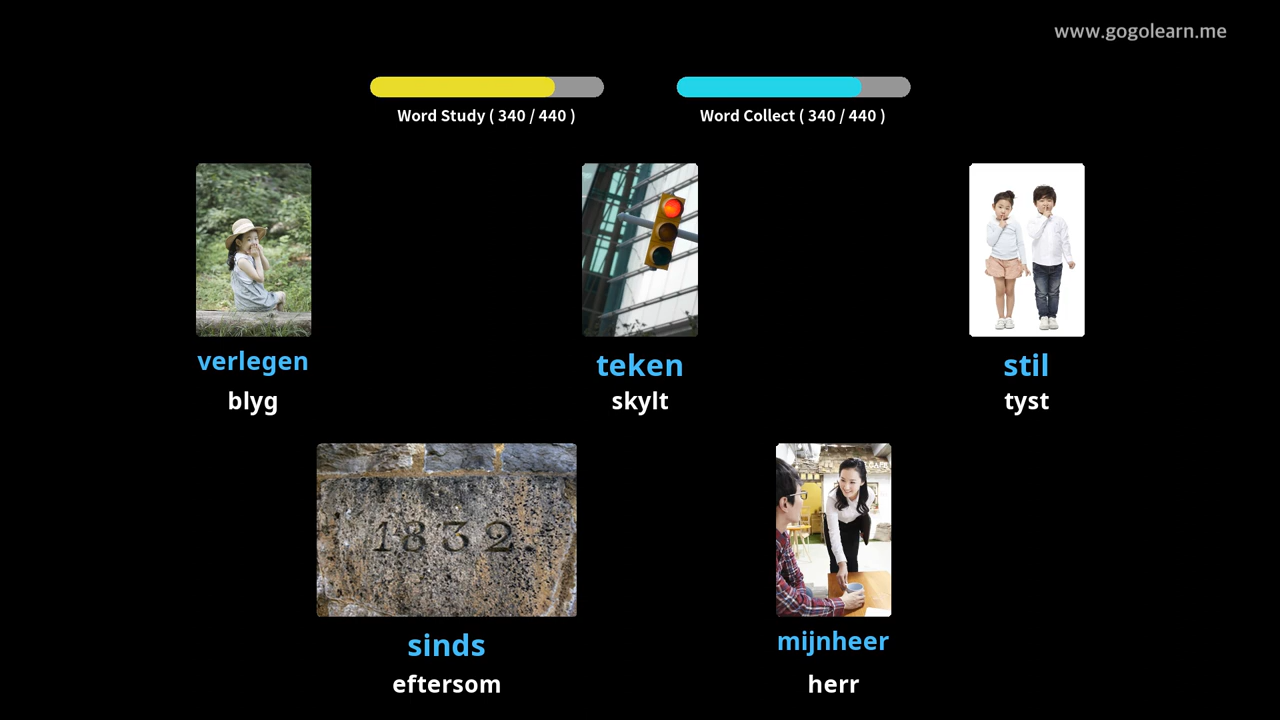 www.gogolearn.me
Word Study ( 340 / 440 )
Word Collect ( 340 / 440 )
verlegen
blyg
teken
skylt
stil
tyst
1832.
sinds
eftersom
mijnheer
herr